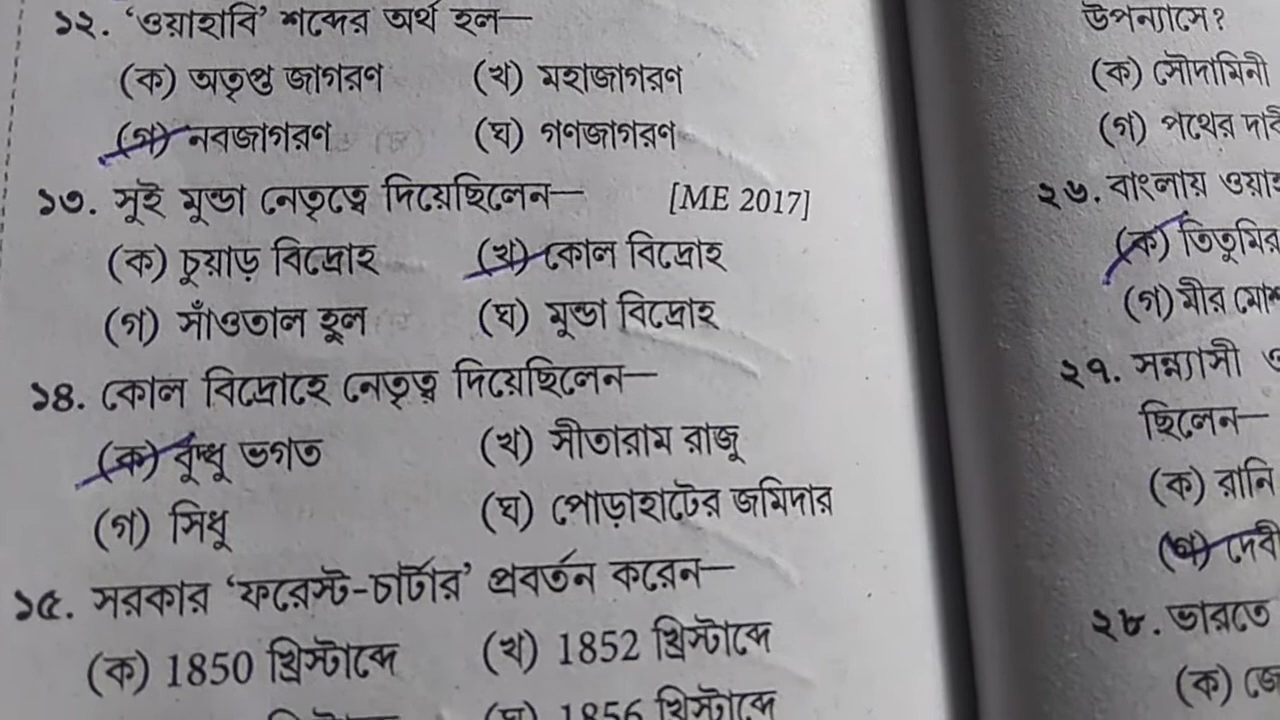 ১২. ‘ওয়াহাবি’ শব্দের অর্থ হল—
(ক) অতৃপ্ত জাগরণ (খ) মহাজাগরণ
(গ) নবজাগরণ (ঘ) গণজাগরণ
১৩. সুই মুন্ডা নেতৃত্বে দিয়েছিলেন— [ME 2017]
(ক) চুয়াড় বিদ্রোহ (খ) কোল বিদ্রোহ
(গ) সাঁওতাল হুল (ঘ) মুন্ডা বিদ্রোহ
১৪. কোল বিদ্রোহে নেতৃত্ব দিয়েছিলেন—
(ক) বুদ্ধু ভগত (খ) সীতারাম রাজু
(গ) সিধু (ঘ) পোড়াহাটের জমিদার
১৫. সরকার ‘ফরেস্ট-চার্টার’ প্রবর্তন করেন—
(ক) 1850 খ্রিস্টাব্দে (খ) 1852 খ্রিস্টাব্দে
(ঘ) 1856 খ্রিস্টাব্দে
উপন্যাসে?
(ক) সৌদামিনী
(গ) পথের
২৬. বাংলায়
(ক)
(গ) মীর
২৭. সন্ন্যাসী
ছিলেন—
(ক) রানি
(গ) দেবী
২৮. ভারতে
(ক)